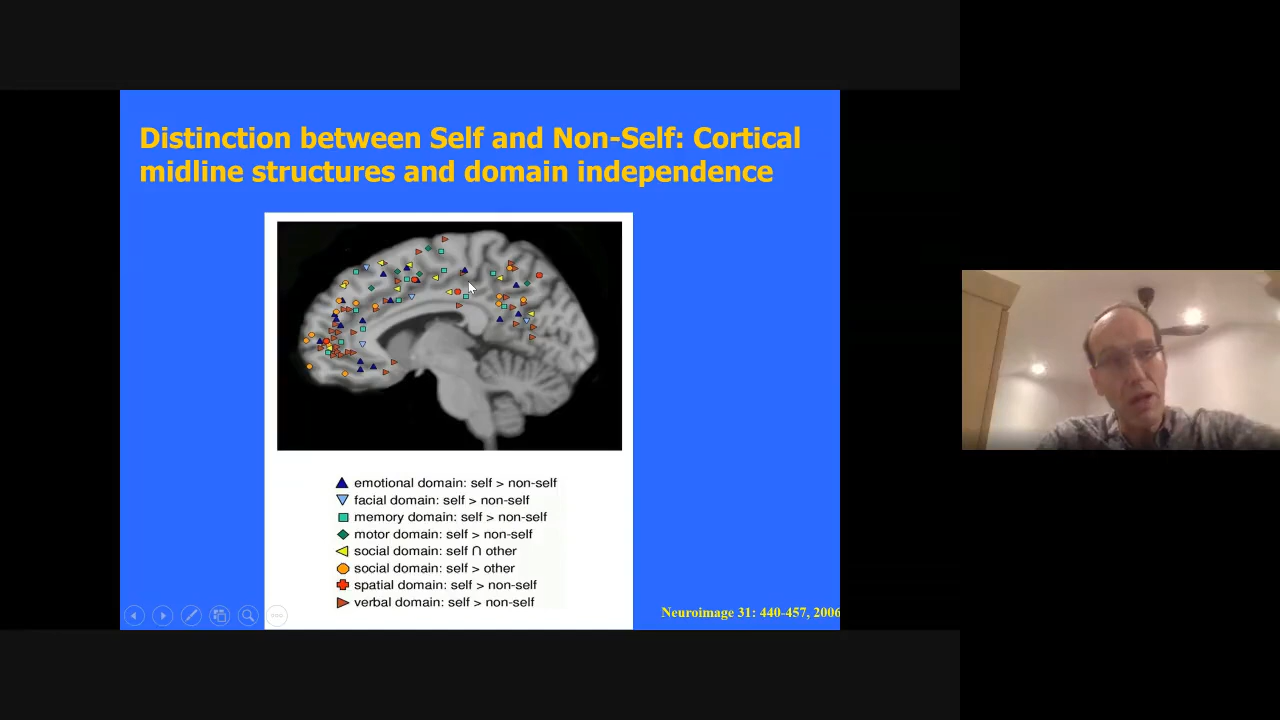 Distinction between Self and Non-Self: Cortical
midline structures and domain independence
emotional domain: self > non-self
facial domain: self > non-self
memory domain: self > non-self
motor domain: self > non-self
social domain: self ∩ other
social domain: self > other
spatial domain: self > non-self
verbal domain: self > non-self
Neuroimage 31: 440-457, 2006